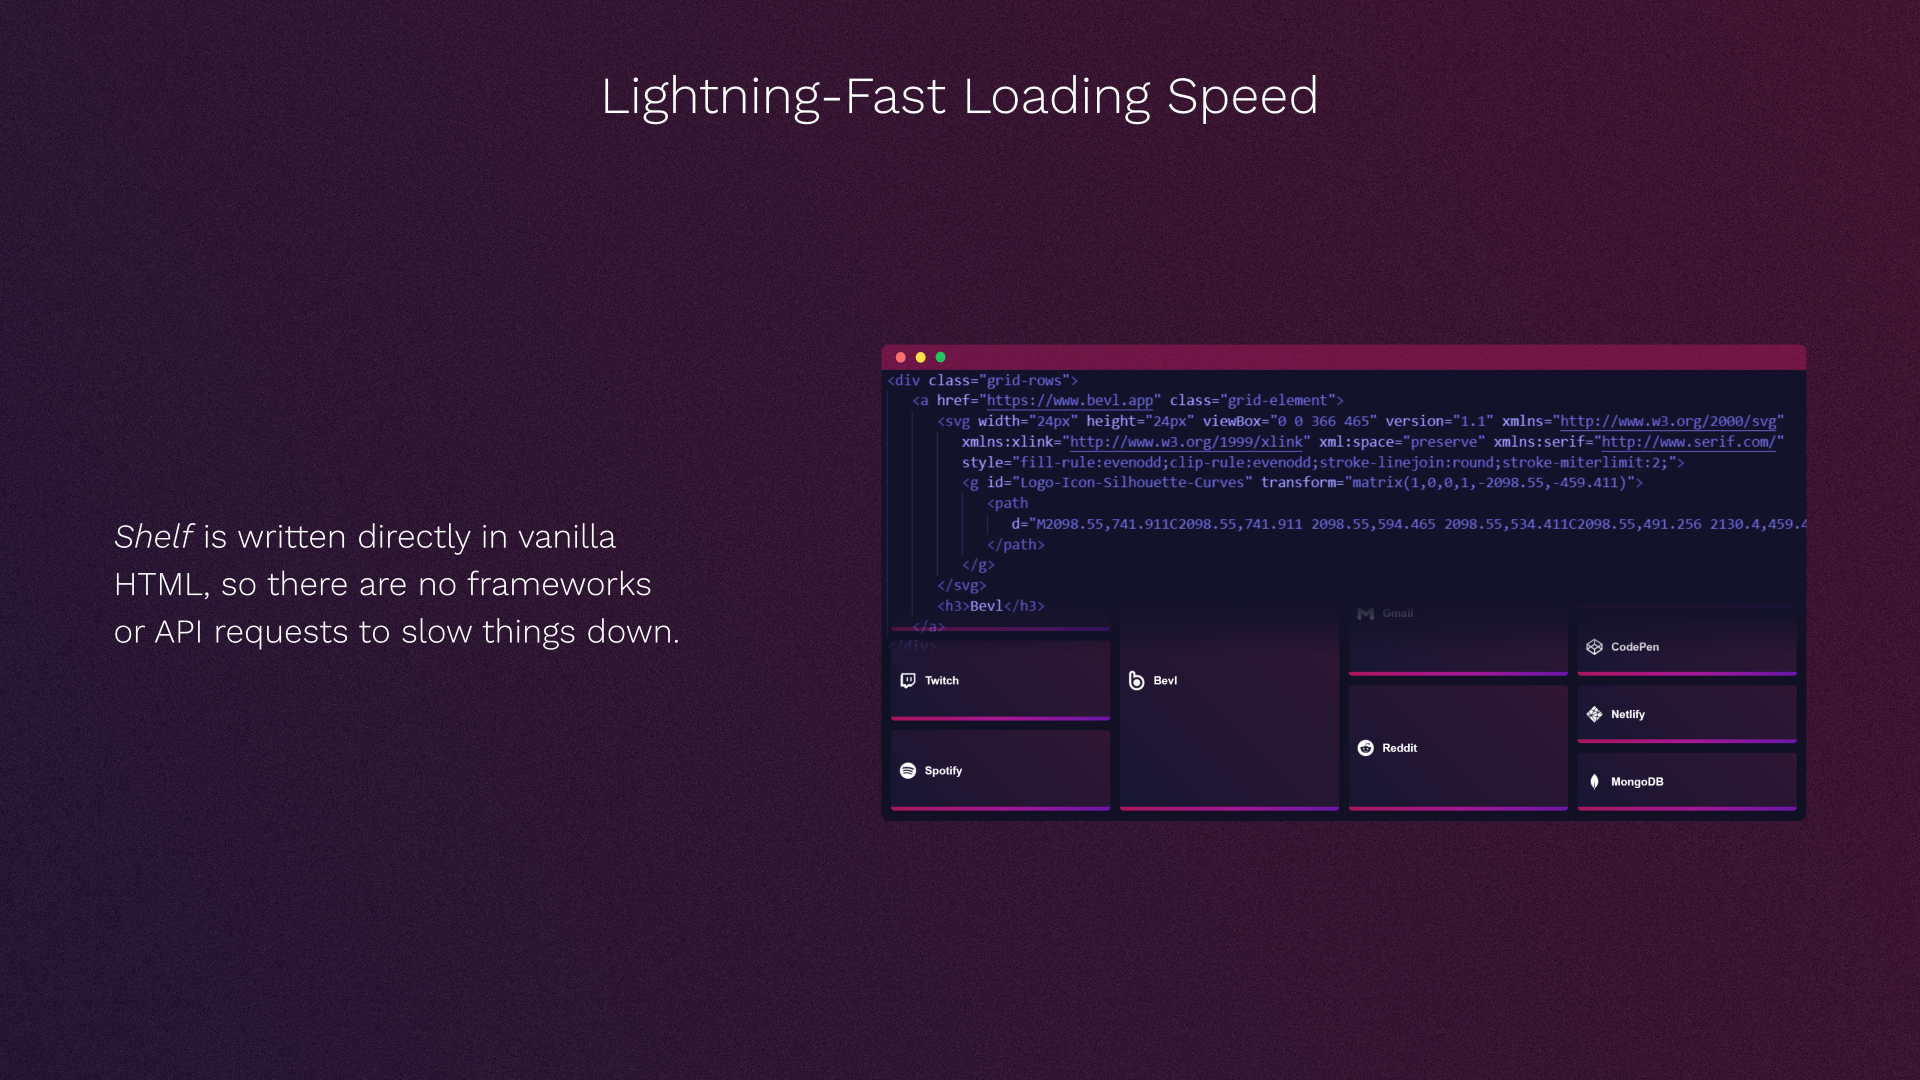 Lightning-Fast Loading Speed
Shelf is written directly in vanilla
HTML, so there are no frameworks
or API requests to slow things down.
<div class="grid-rows">
<a href="https://www.bevl.app" class="grid-element">
<svg width="24px" height="24px" viewBox="0 0 366 465" version="1.1" xmlns="http://www.w3.org/2000/svg"
xmlns:xlink="http://www.w3.org/1999/xlink" xml:space="preserve" xmlns:serif="http://www.serif.com/"
style="fill-rule:evenodd;clip-rule:evenodd;stroke-linejoin:round;stroke-miterlimit:2;">
<g id="Logo-Icon-Silhouette-Curves" transform="matrix(1,0,0,1,-2098.55,-459.411)">
<path
d="M2098.55,741.911C2098.55,741.911 2098.55,594.465 2098.55,534.411C2098.55,491.256 2130.4,459.4
</path>
</g>
</svg>
<h3>Bevl</h3>
</a>
</div>
Twitch
Spotify
Bevl
Gmail
Reddit
CodePen
Netlify
MongoDB